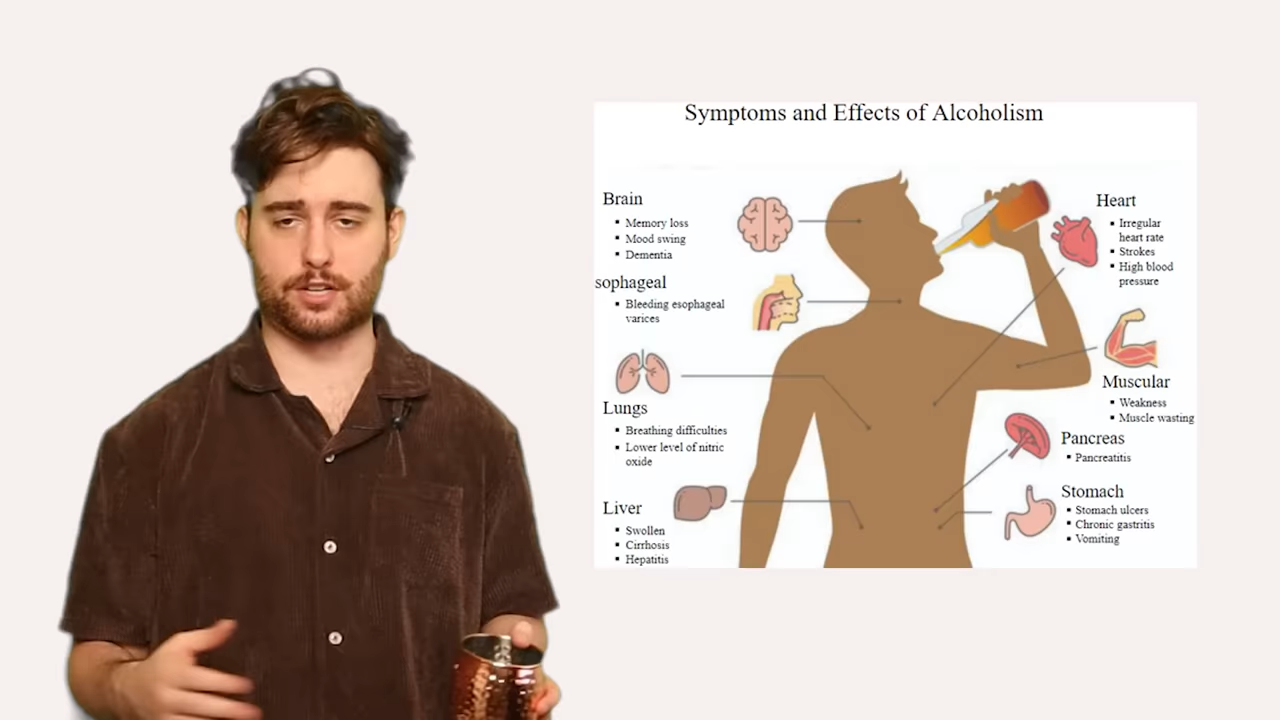 Symptoms and Effects of Alcoholism
Brain
▪ Memory loss
▪ Mood swing
▪ Dementia
sophageal
▪ Bleeding esophageal
varices
Lungs
▪ Breathing difficulties
▪ Lower level of nitric
oxide
Liver
▪ Swollen
▪ Cirrhosis
▪ Hepatitis
Heart
▪ Irregular
heart rate
▪ Strokes
▪ High blood
pressure
Muscular
▪ Weakness
▪ Muscle wasting
Pancreas
▪ Pancreatitis
Stomach
▪ Stomach ulcers
▪ Chronic gastritis
▪ Vomiting